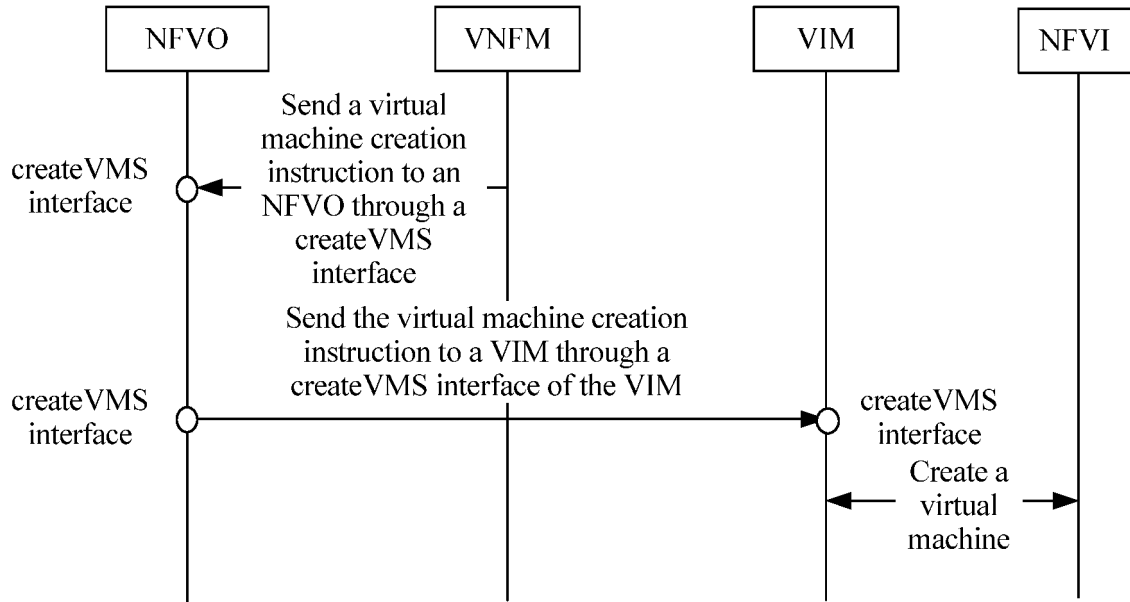 NFVO
VNFM
VIM
NFVI
Send a virtual
machine creation
instruction to an
NFVO through a
createVMS
interface
createVMS
interface
Send the virtual machine creation
instruction to a VIM through a
createVMS interface of the VIM
createVMS
interface
createVMS
interface
Create a
virtual
machine